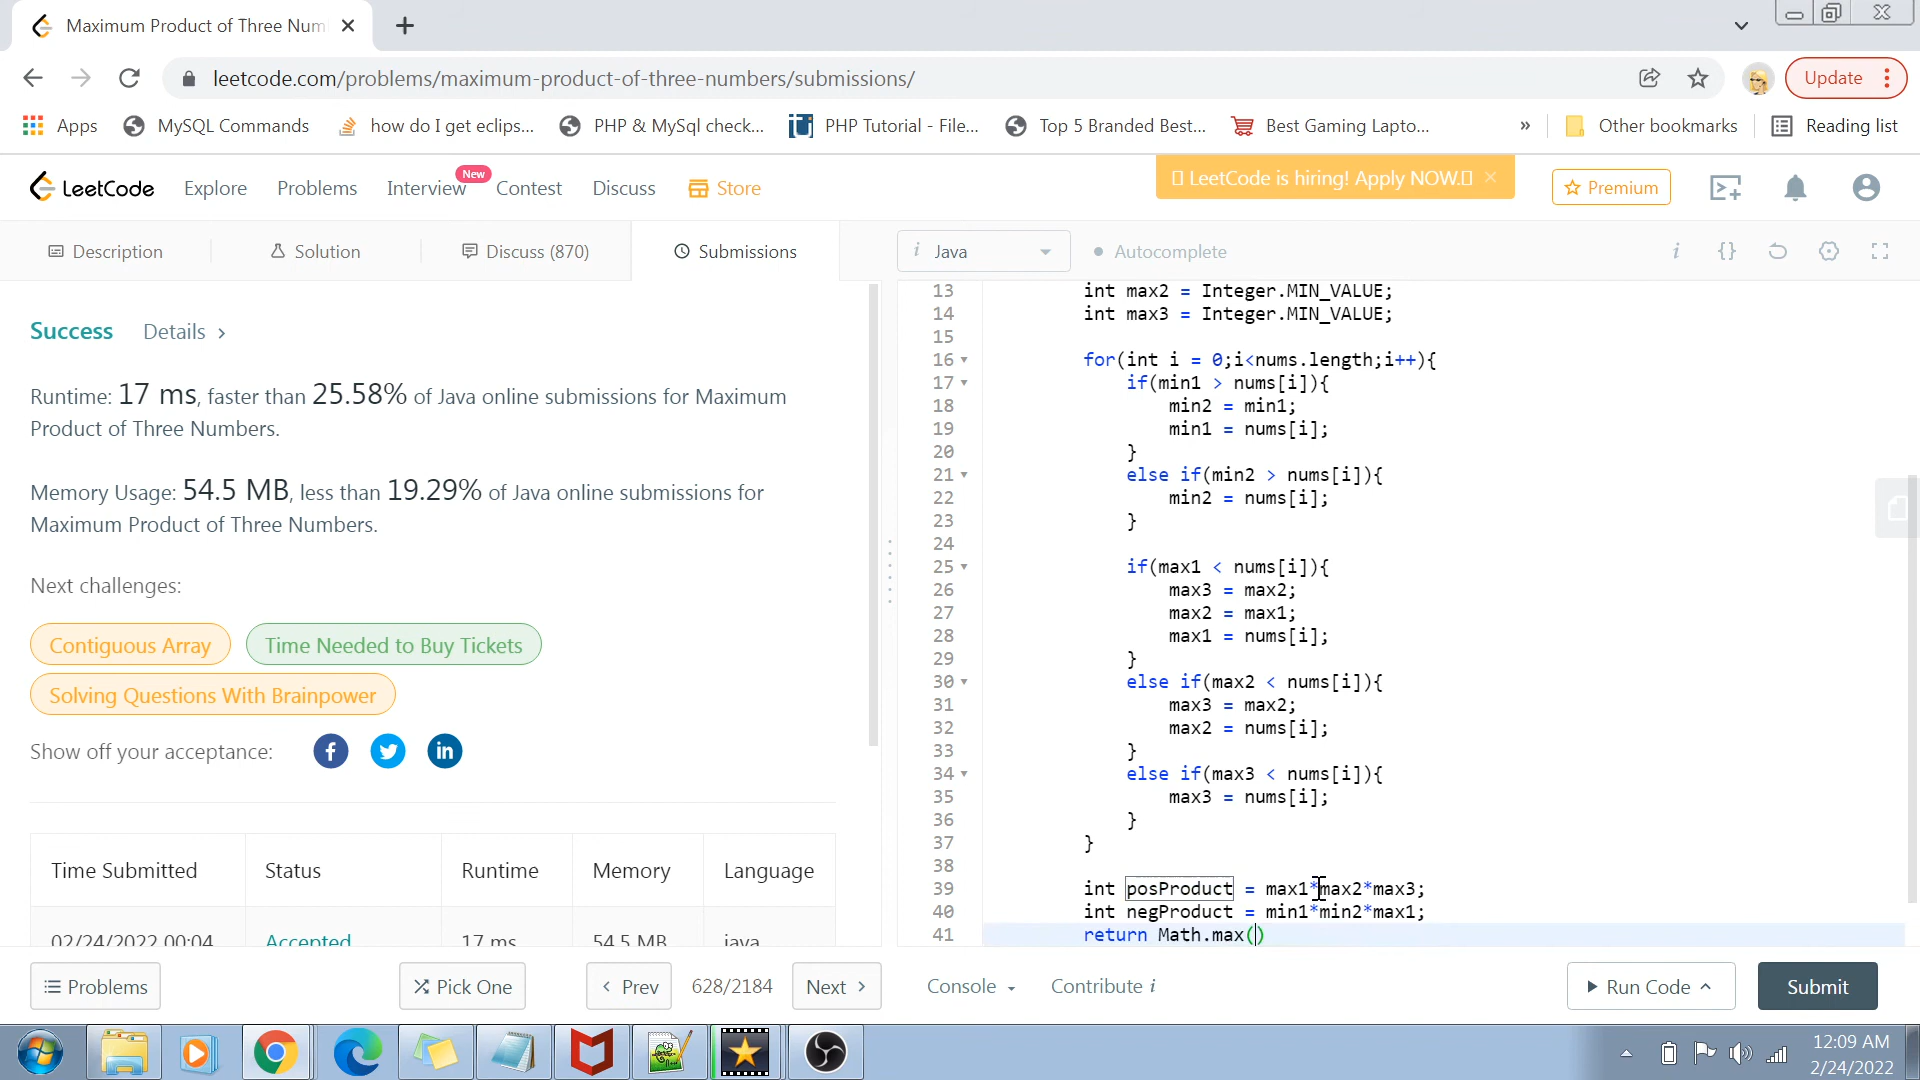 Maximum Product of Three Num
leetcode.com/problems/maximum-product-of-three-numbers/submissions/
Update
Apps
MySQL Commands
how do I get eclips...
PHP & MySql check...
PHP Tutorial - File...
Top 5 Branded Best...
Best Gaming Lapto...
»
Other bookmarks
Reading list
LeetCode
Explore
Problems
Interview
New
Contest
Discuss
Store
LeetCode is hiring! Apply NOW.
Premium
Description
Solution
Discuss (870)
Submissions
i Java
Autocomplete
i
{}
Success
Details
Runtime: 17 ms, faster than 25.58% of Java online submissions for Maximum
Product of Three Numbers.
Memory Usage: 54.5 MB, less than 19.29% of Java online submissions for
Maximum Product of Three Numbers.
Next challenges:
Contiguous Array
Time Needed to Buy Tickets
Solving Questions With Brainpower
Show off your acceptance:
Time Submitted
Status
Runtime
Memory
Language
02/24/2022 00:04
Accepted
17 ms
54.5 MB
java
13 int max2 = Integer.MIN_VALUE;
14 int max3 = Integer.MIN_VALUE;
15
16 for(int i = 0;i<nums.length;i++){
17 if(min1 > nums[i]){
18 min2 = min1;
19 min1 = nums[i];
20 }
21 else if(min2 > nums[i]){
22 min2 = nums[i];
23 }
24
25 if(max1 < nums[i]){
26 max3 = max2;
27 max2 = max1;
28 max1 = nums[i];
29 }
30 else if(max2 < nums[i]){
31 max3 = max2;
32 max2 = nums[i];
33 }
34 else if(max3 < nums[i]){
35 max3 = nums[i];
36 }
37 }
38
39 int posProduct = max1*max2*max3;
40 int negProduct = min1*min2*max1;
41 return Math.max()
Problems
Pick One
Prev
628/2184
Next
Console
Contribute i
Run Code
Submit
12:09 AM
2/24/2022